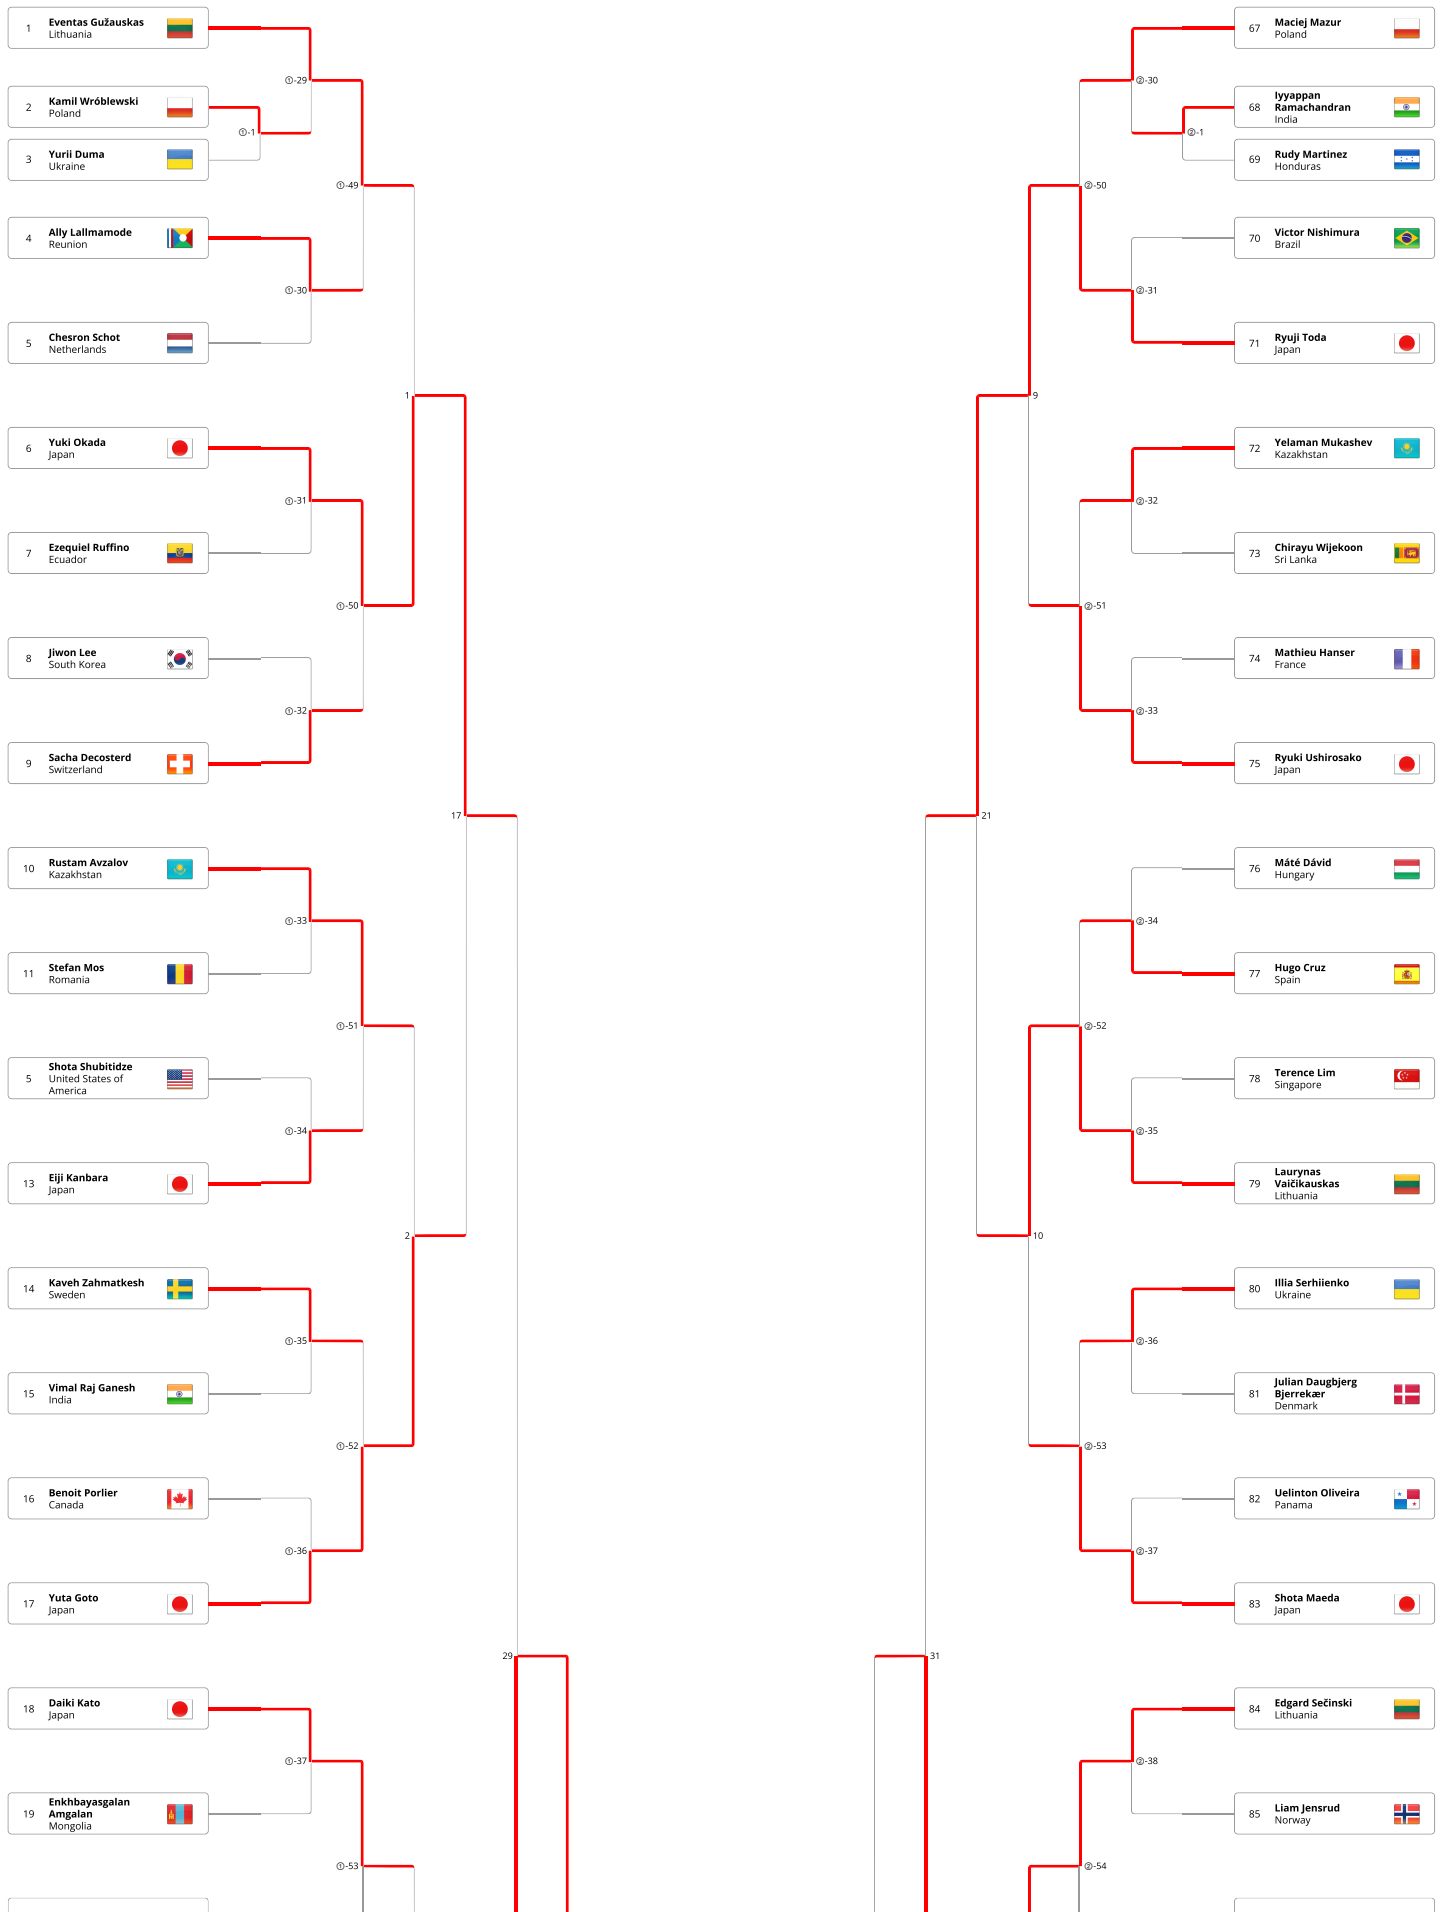 1
Eventas Gužauskas
Lithuania
①-29
2
Kamil Wróblewski
Poland
①-1
3
Yurii Duma
Ukraine
①-49
4
Ally Lallmamode
Reunion
①-30
5
Chesron Schot
Netherlands
1
6
Yuki Okada
Japan
①-31
7
Ezequiel Ruffino
Ecuador
①-50
8
Jiwon Lee
South Korea
①-32
9
Sacha Decosterd
Switzerland
17
10
Rustam Avzalov
Kazakhstan
①-33
11
Stefan Mos
Romania
①-51
5
Shota Shubitidze
United States of
America
①-34
13
Eiji Kanbara
Japan
2
14
Kaveh Zahmatkesh
Sweden
①-35
15
Vimal Raj Ganesh
India
①-52
16
Benoit Porlier
Canada
①-36
17
Yuta Goto
Japan
29
18
Daiki Kato
Japan
①-37
19
Enkhbayasgalan
Amgalan
Mongolia
①-53
67
Maciej Mazur
Poland
②-30
68
Iyyappan
Ramachandran
India
②-1
69
Rudy Martinez
Honduras
②-50
70
Victor Nishimura
Brazil
②-31
71
Ryuji Toda
Japan
9
72
Yelaman Mukashev
Kazakhstan
②-32
73
Chirayu Wijekoon
Sri Lanka
②-51
74
Mathieu Hanser
France
②-33
75
Ryuki Ushirosako
Japan
21
76
Máté Dávid
Hungary
②-34
77
Hugo Cruz
Spain
②-52
78
Terence Lim
Singapore
②-35
79
Laurynas
Vaičikauskas
Lithuania
10
80
Illia Serhiienko
Ukraine
②-36
81
Julian Daugbjerg
Bjerrekær
Denmark
②-53
82
Uelinton Oliveira
Panama
②-37
83
Shota Maeda
Japan
31
84
Edgard Sečinski
Lithuania
②-38
85
Liam Jensrud
Norway
②-54